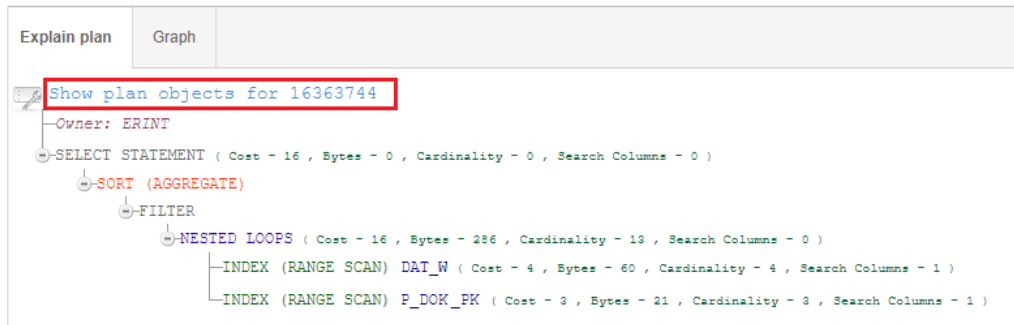 Explain plan Graph
Show plan objects for 16363744
Owner: ERINT
SELECT STATEMENT ( Cost - 16 , Bytes - 0 , Cardinality - 0 , Search Columns - 0 )
SORT (AGGREGATE)
FILTER
NESTED LOOPS ( Cost - 16 , Bytes - 286 , Cardinality - 13 , Search Columns - 0 )
INDEX (RANGE SCAN) DAT_W ( Cost - 4 , Bytes - 60 , Cardinality - 4 , Search Columns - 1 )
INDEX (RANGE SCAN) P_DOK_PK ( Cost - 3 , Bytes - 21 , Cardinality - 3 , Search Columns - 1 )